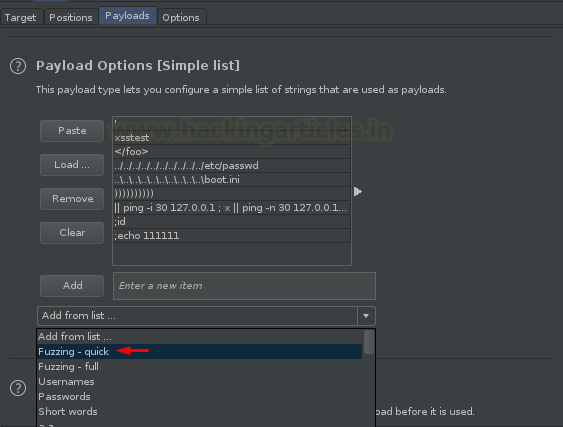 Target Positions Payloads Options
? Payload Options [Simple list]
This payload type lets you configure a simple list of strings that are used as payloads.
Paste
Load ...
Remove
Clear
'
xsstest
</foo>
../../../../../../../../../../etc/passwd
..\..\..\..\..\..\..\..\..\..\boot.ini
))))))))))
|| ping -i 30 127.0.0.1 ; x || ping -n 30 127.0.0.1...
;id
;echo 111111
www.hackingarticles.in
Add Enter a new item
Add from list ...
Add from list ...
Fuzzing - quick
Fuzzing - full
Usernames
Passwords
Short words
? oad before it is used.